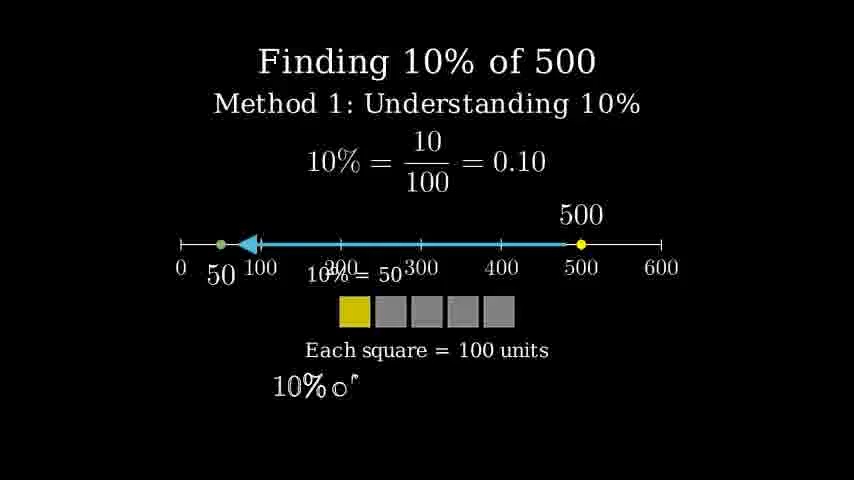 Finding 10% of 500
Method 1: Understanding 10%
10% = 10/100 = 0.10
500
0 100 200 300 400 500 600
50 10% = 50
Each square = 100 units
10% o